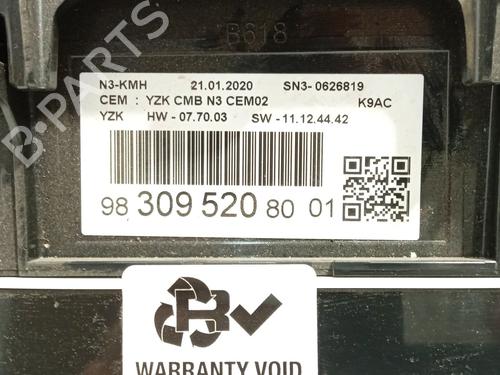 B618
N3-KMH 21.01.2020 SN3- 0626819
CEM : YZK CMB N3 CEM02 K9AC
YZK HW - 07.70.03 SW - 11.12.44.42
98 309 520 80 01
B-PARTS
R
WARRANTY VOID